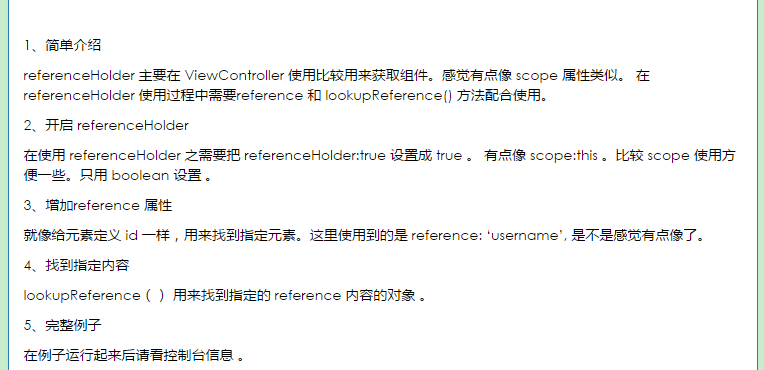 1、简单介绍
referenceHolder 主要在 ViewController 使用比较用来获取组件。感觉有点像 scope 属性类似。 在
referenceHolder 使用过程中需要reference 和 lookupReference() 方法配合使用。
2、开启 referenceHolder
在使用 referenceHolder 之需要把 referenceHolder:true 设置成 true 。 有点像 scope:this 。比较 scope 使用方
便一些。只用 boolean 设置 。
3、增加reference 属性
就像给元素定义 id 一样，用来找到指定元素。这里使用到的是 reference: ‘username’, 是不是感觉有点像了。
4、找到指定内容
lookupReference（ ） 用来找到指定的 reference 内容的对象 。
5、完整例子
在例子运行起来后请看控制台信息 。